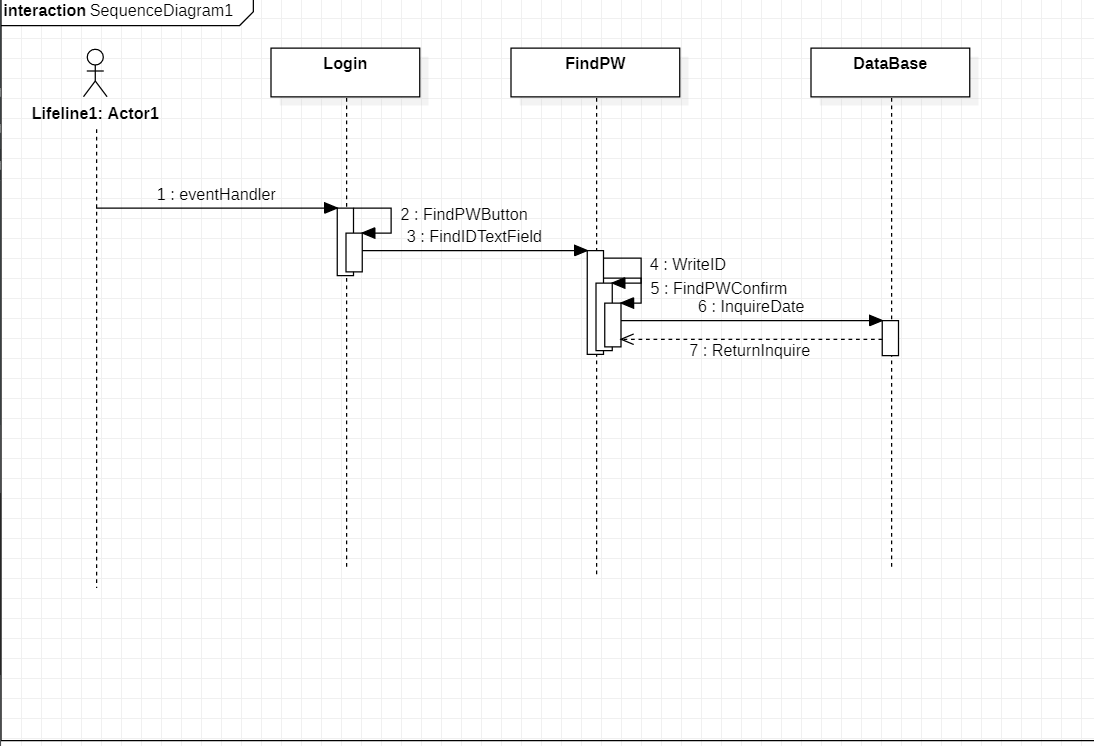 interaction SequenceDiagram1
Login
FindPW
DataBase
Lifeline1: Actor1
1 : eventHandler
2 : FindPWButton
3 : FindIDTextField
4 : WriteID
5 : FindPWConfirm
6 : InquireDate
7 : ReturnInquire